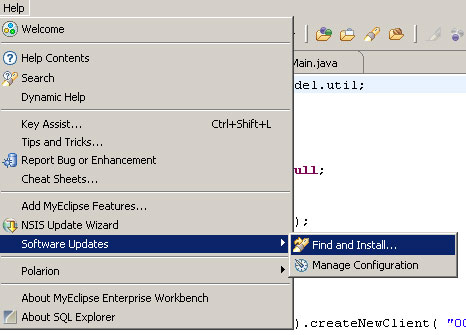 Help
Welcome
Help Contents
Search
Dynamic Help
Key Assist... Ctrl+Shift+L
Tips and Tricks...
Report Bug or Enhancement
Cheat Sheets...
Add MyEclipse Features...
NSIS Update Wizard
Software Updates
Find and Install...
Manage Configuration
Polarion
About MyEclipse Enterprise Workbench
About SQL Explorer
Main.java
del.util;
ull;
);
).createNewClient( "OC